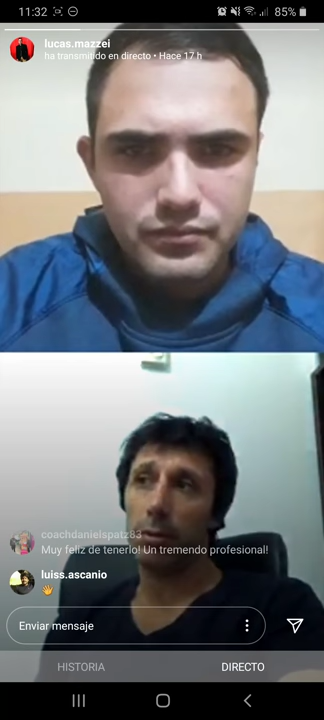 11:32
85%
lucas.mazzei
ha transmitido en directo • Hace 17 h
coachdanielspatz83
Muy feliz de tenerlo! Un tremendo profesional!
luiss.ascanio
👋
Enviar mensaje
HISTORIA
DIRECTO